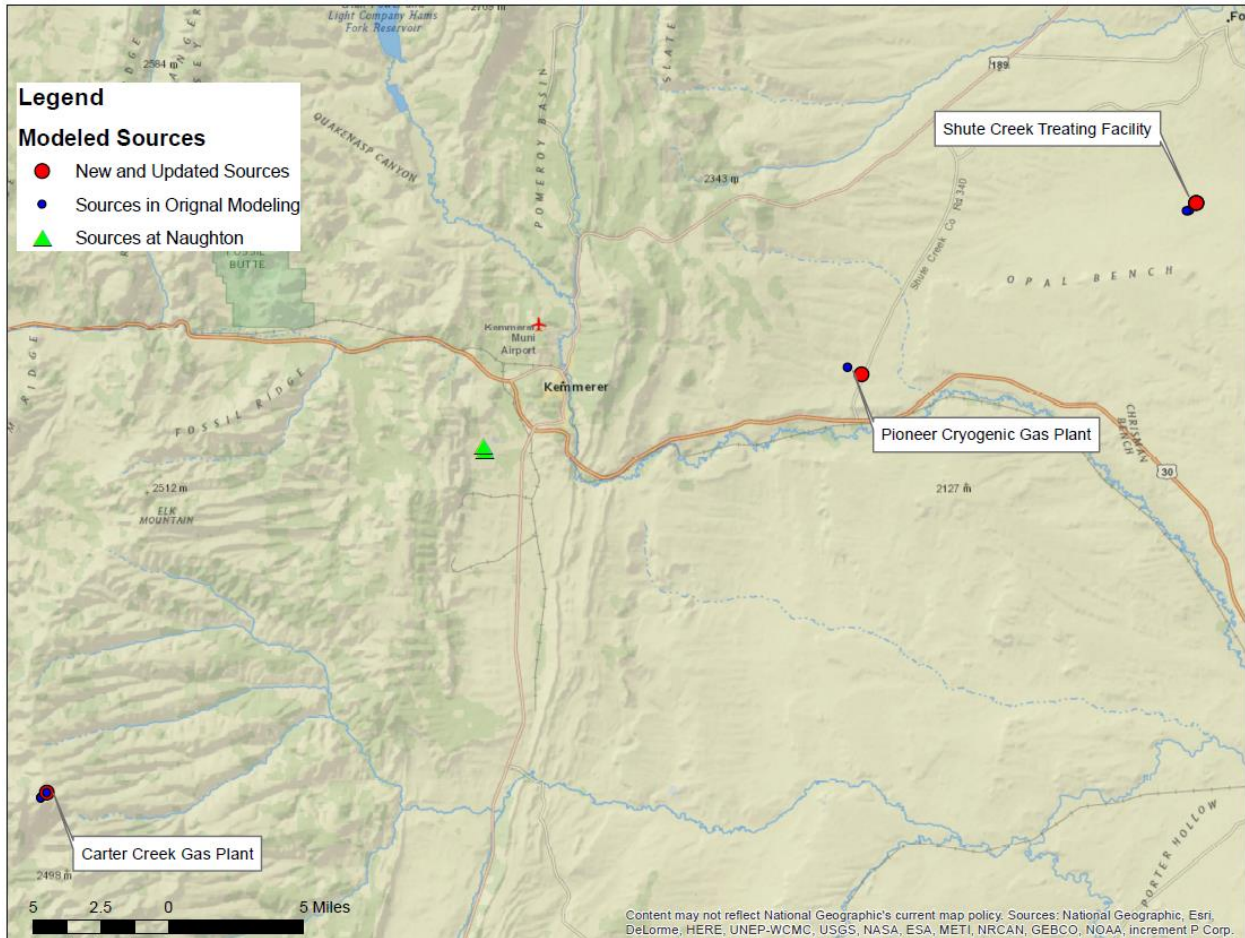 Light Company Hams
Fork Reservoir
2584 m
QUAKENASP CANYON
POMEROY BASIN
SLATE
189
Legend
Modeled Sources
New and Updated Sources
Sources in Orignal Modeling
Sources at Naughton
Shute Creek Treating Facility
2343 m
Shute Creek Co Rd 340
OPAL BENCH
BUTTE
Kemmerer
Muni
Airport
Kemmerer
RIDGE
FOSSIL RIDGE
Pioneer Cryogenic Gas Plant
CHRISMAN
BENCH
30
2512 m
ELK
MOUNTAIN
2127 m
Carter Creek Gas Plant
2498 m
PORTER HOLLOW
5 2.5 0 5 Miles
Content may not reflect National Geographic's current map policy. Sources: National Geographic, Esri,
DeLorme, HERE, UNEP-WCMC, USGS, NASA, ESA, METI, NRCAN, GEBCO, NOAA, increment P Corp.